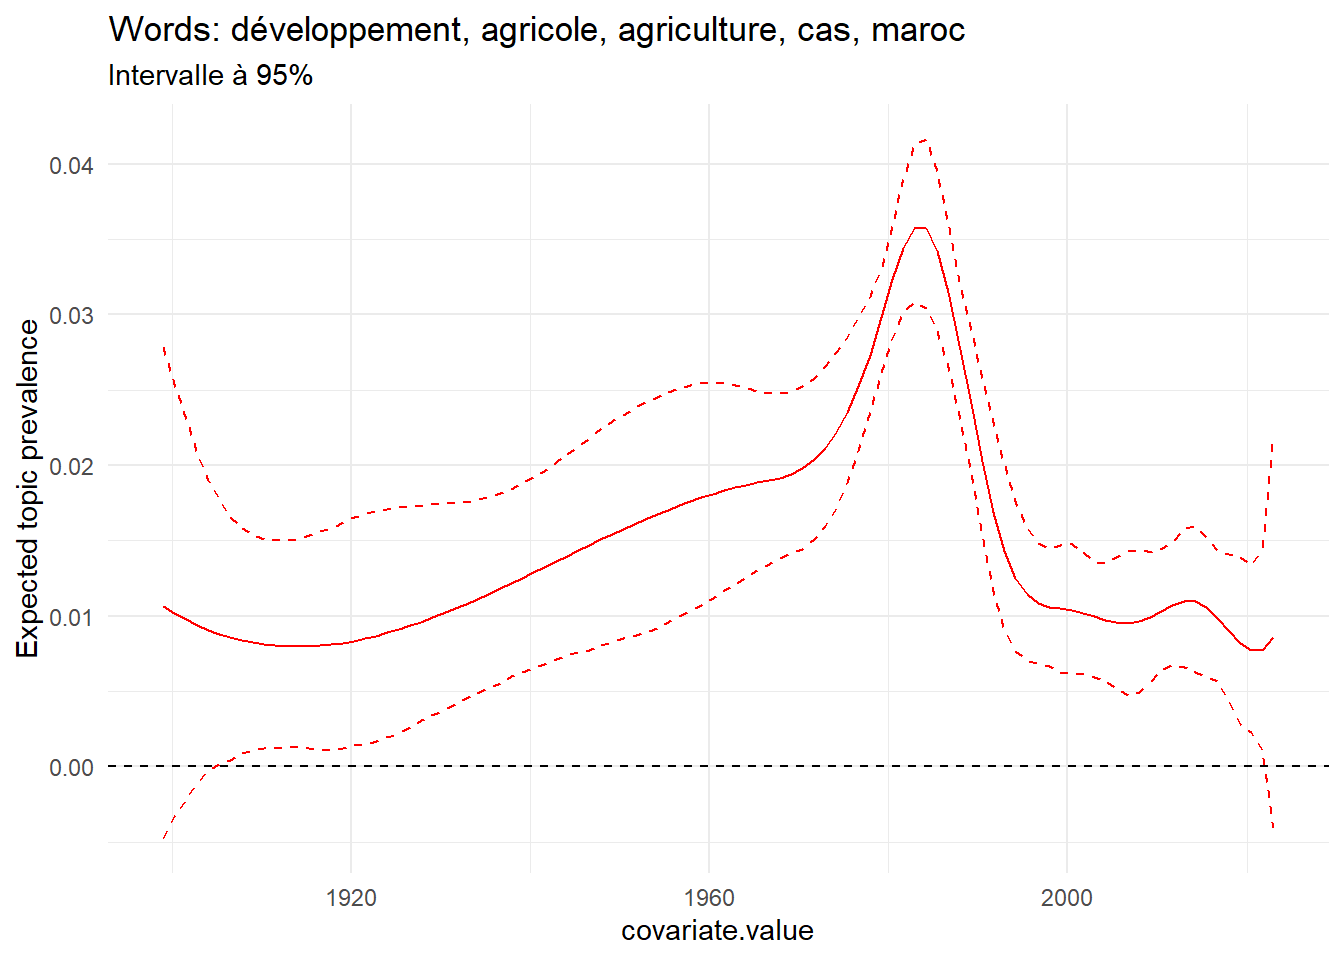 Words: développement, agricole, agriculture, cas, maroc
Intervalle à 95%
Expected topic prevalence
0.04
0.03
0.02
0.01
0.00
1920
1960
2000
covariate.value